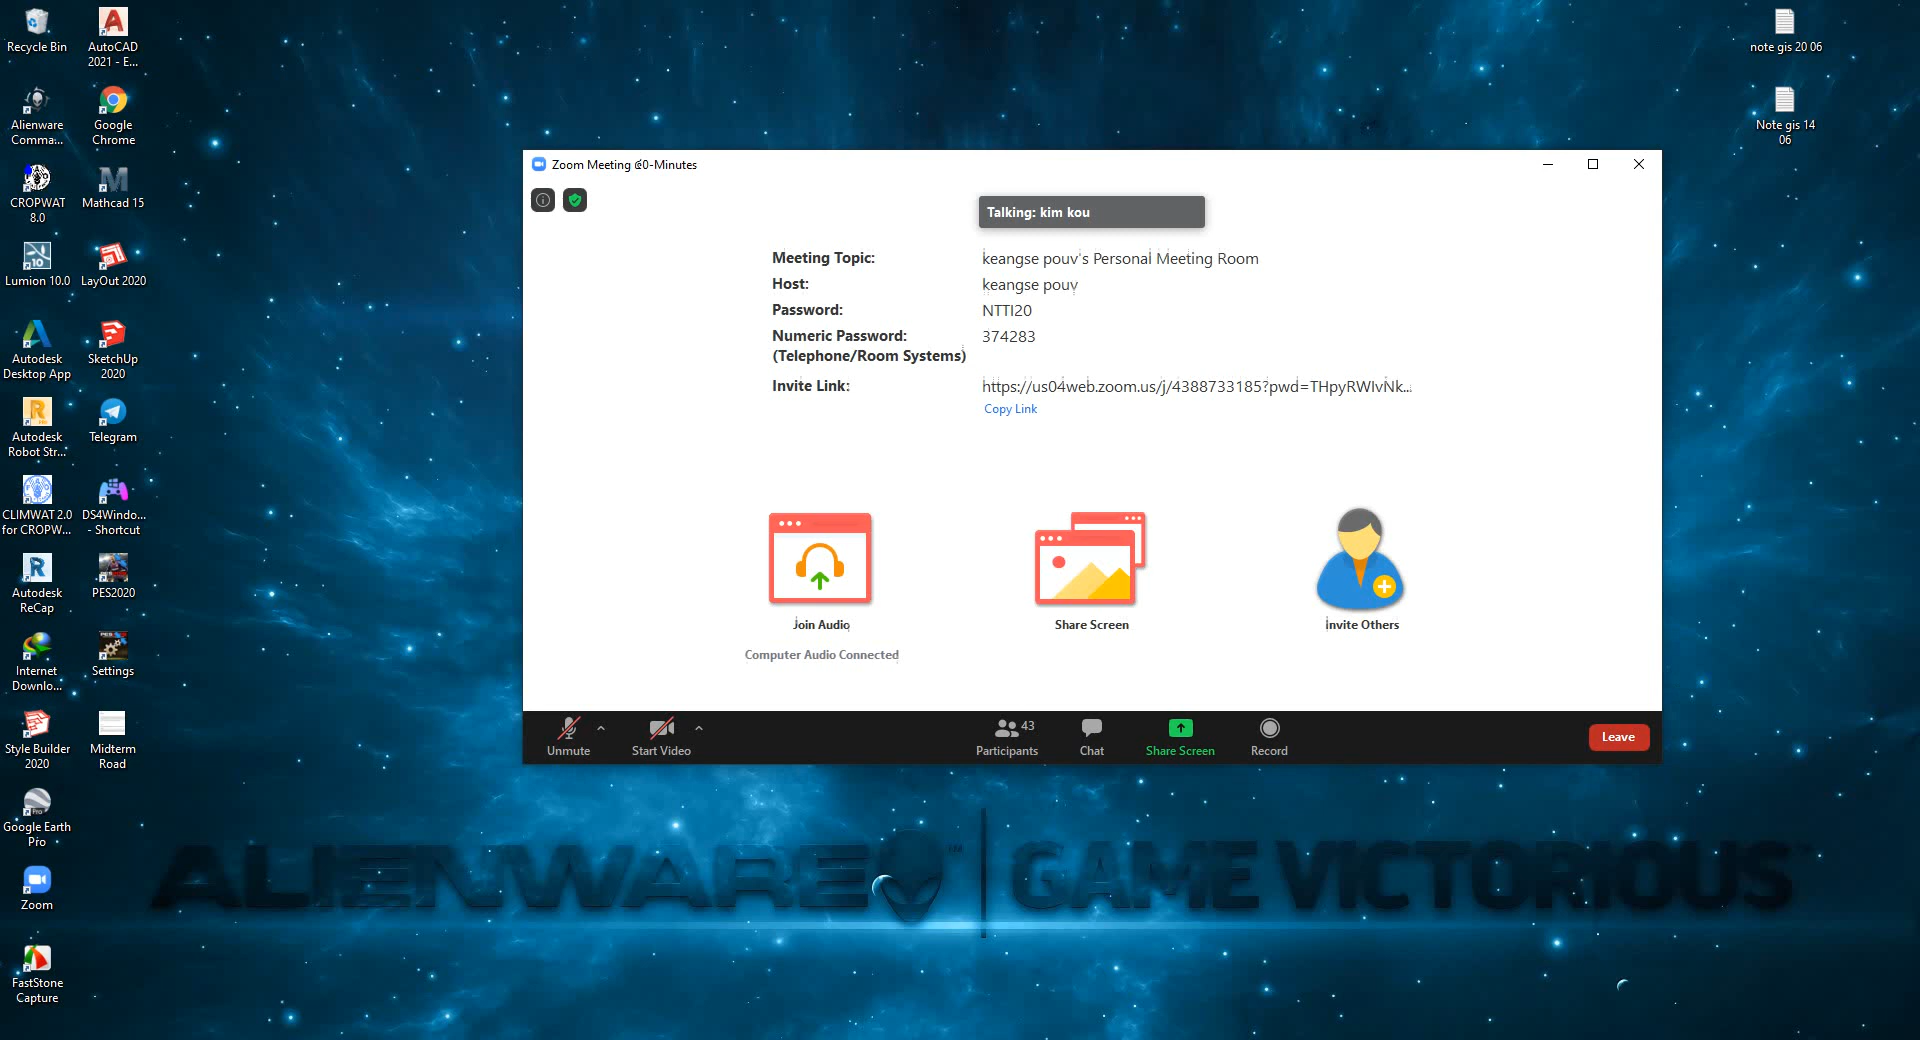 Recycle Bin
AutoCAD
2021 - E...
Alienware
Comma...
Google
Chrome
CROPWAT
8.0
Mathcad 15
Lumion 10.0
LayOut 2020
Autodesk
Desktop App
SketchUp
2020
Autodesk
Robot Str...
Telegram
CLIMWAT 2.0
for CROPW...
DS4Windo...
- Shortcut
Autodesk
ReCap
PES2020
Internet
Downlo...
Settings
Style Builder
2020
Midterm
Road
Google Earth
Pro
Zoom
FastStone
Capture
note gis 20 06
Note gis 14
06
Zoom Meeting 40-Minutes
Talking: kim kou
Meeting Topic: keangse pouv's Personal Meeting Room
Host: keangse pouv
Password: NTTI20
Numeric Password: 374283
(Telephone/Room Systems)
Invite Link: https://us04web.zoom.us/j/4388733185?pwd=THpyRWIvNk...
Copy Link
Join Audio
Share Screen
Invite Others
Computer Audio Connected
43
Unmute
Start Video
Participants
Chat
Share Screen
Record
Leave
ALIENWARE™ | GAME VICTORIOUS™